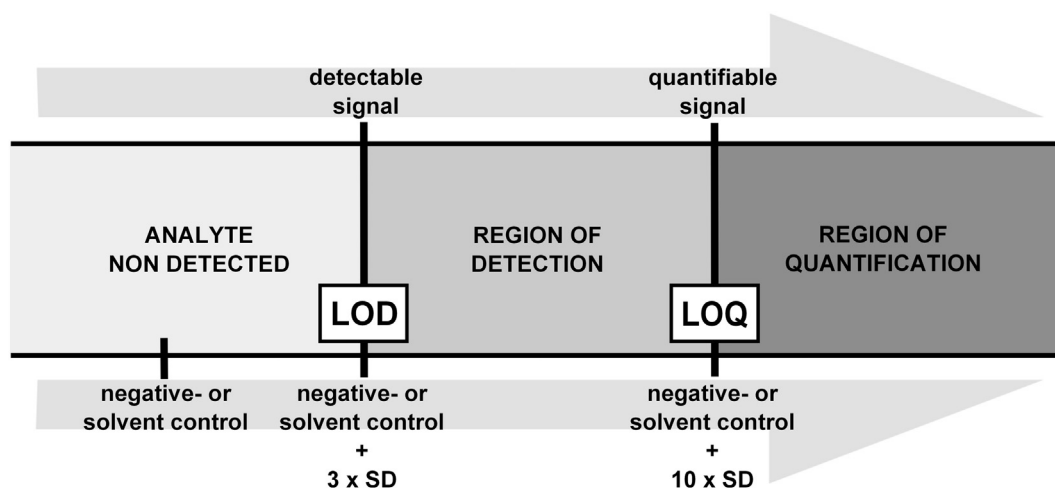 detectable
signal
quantifiable
signal
ANALYTE
NON DETECTED
REGION OF
DETECTION
REGION OF
QUANTIFICATION
LOD
LOQ
negative- or
solvent control
negative- or
solvent control
+
3 x SD
negative- or
solvent control
+
10 x SD